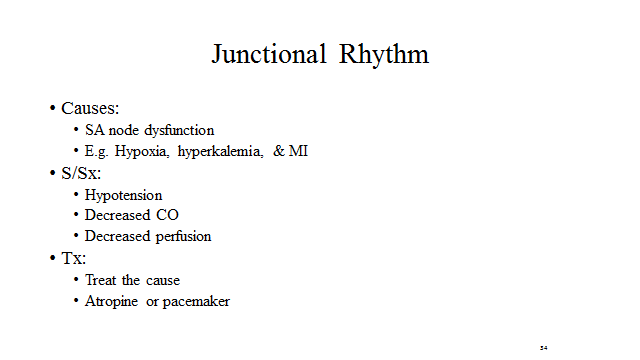 Junctional Rhythm
• Causes:
• SA node dysfunction
• E.g. Hypoxia, hyperkalemia, & MI
• S/Sx:
• Hypotension
• Decreased CO
• Decreased perfusion
• Tx:
• Treat the cause
• Atropine or pacemaker
34